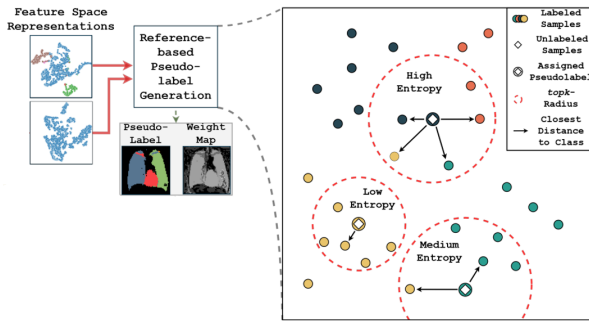 Feature Space
Representations
Reference-
based
Pseudo-
label
Generation
Pseudo-
Label
Weight
Map
High
Entropy
Low
Entropy
Medium
Entropy
Labeled
Samples
Unlabeled
Samples
Assigned
Pseudolabel
topk-
Radius
Closest
Distance
to Class